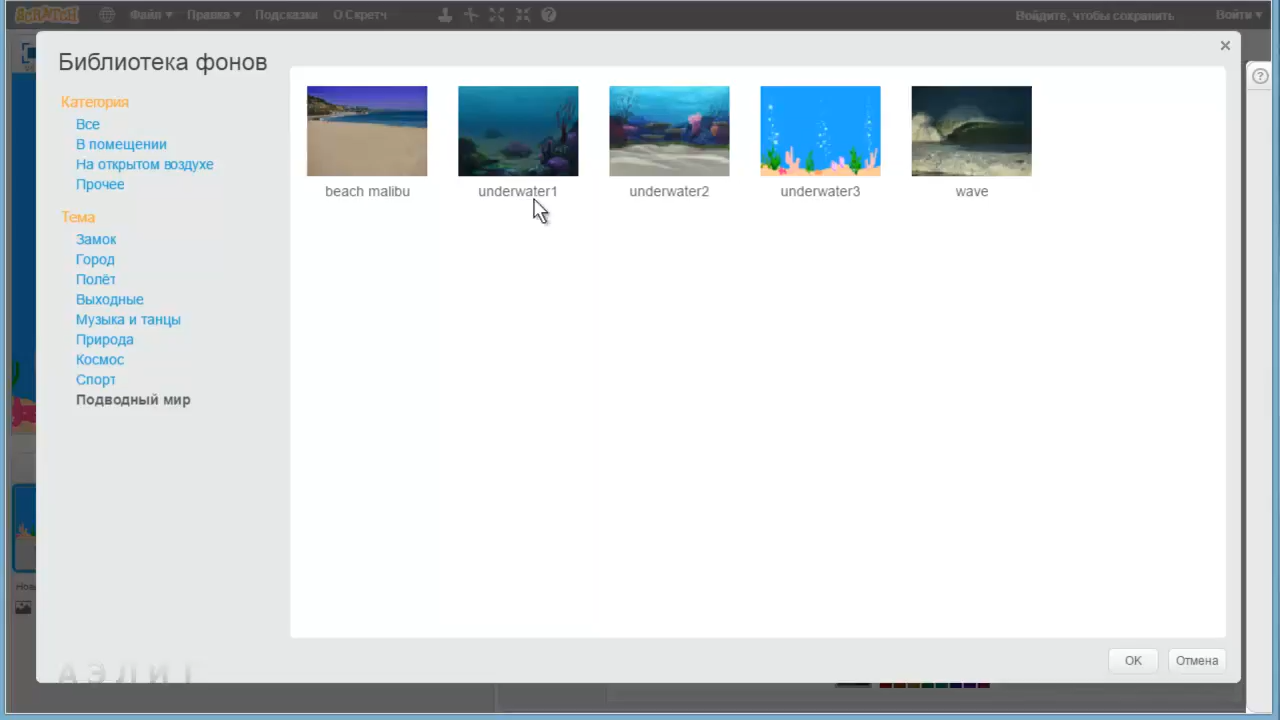 SCRATCH
Файл Правка Подсказки О Скретч Войдите, чтобы сохранить Войти
Библиотека фонов
Категория
Все
В помещении
На открытом воздухе
Прочее
Тема
Замок
Город
Полёт
Выходные
Музыка и танцы
Природа
Космос
Спорт
Подводный мир
beach malibu underwater1 underwater2 underwater3 wave
OK Отмена